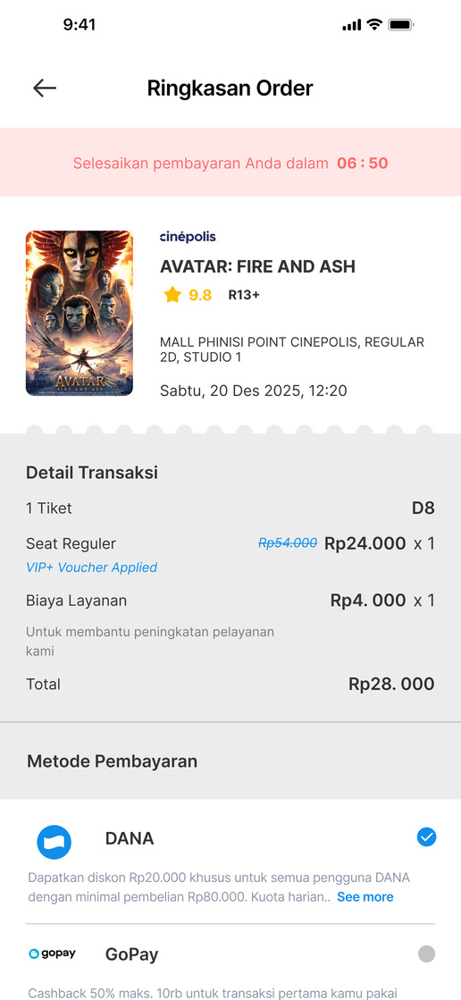 9:41
Ringkasan Order
Selesaikan pembayaran Anda dalam 06 : 50
cinépolis
AVATAR: FIRE AND ASH
9.8 R13+
MALL PHINISI POINT CINEPOLIS, REGULAR
2D, STUDIO 1
Sabtu, 20 Des 2025, 12:20
AVATAR
FIRE AND ASH
Detail Transaksi
1 Tiket D8
Seat Reguler Rp54.000 Rp24.000 x 1
VIP+ Voucher Applied
Biaya Layanan Rp4. 000 x 1
Untuk membantu peningkatan pelayanan
kami
Total Rp28. 000
Metode Pembayaran
DANA
Dapatkan diskon Rp20.000 khusus untuk semua pengguna DANA
dengan minimal pembelian Rp80.000. Kuota harian.. See more
gopay GoPay
Cashback 50% maks. 10rb untuk transaksi pertama kamu pakai